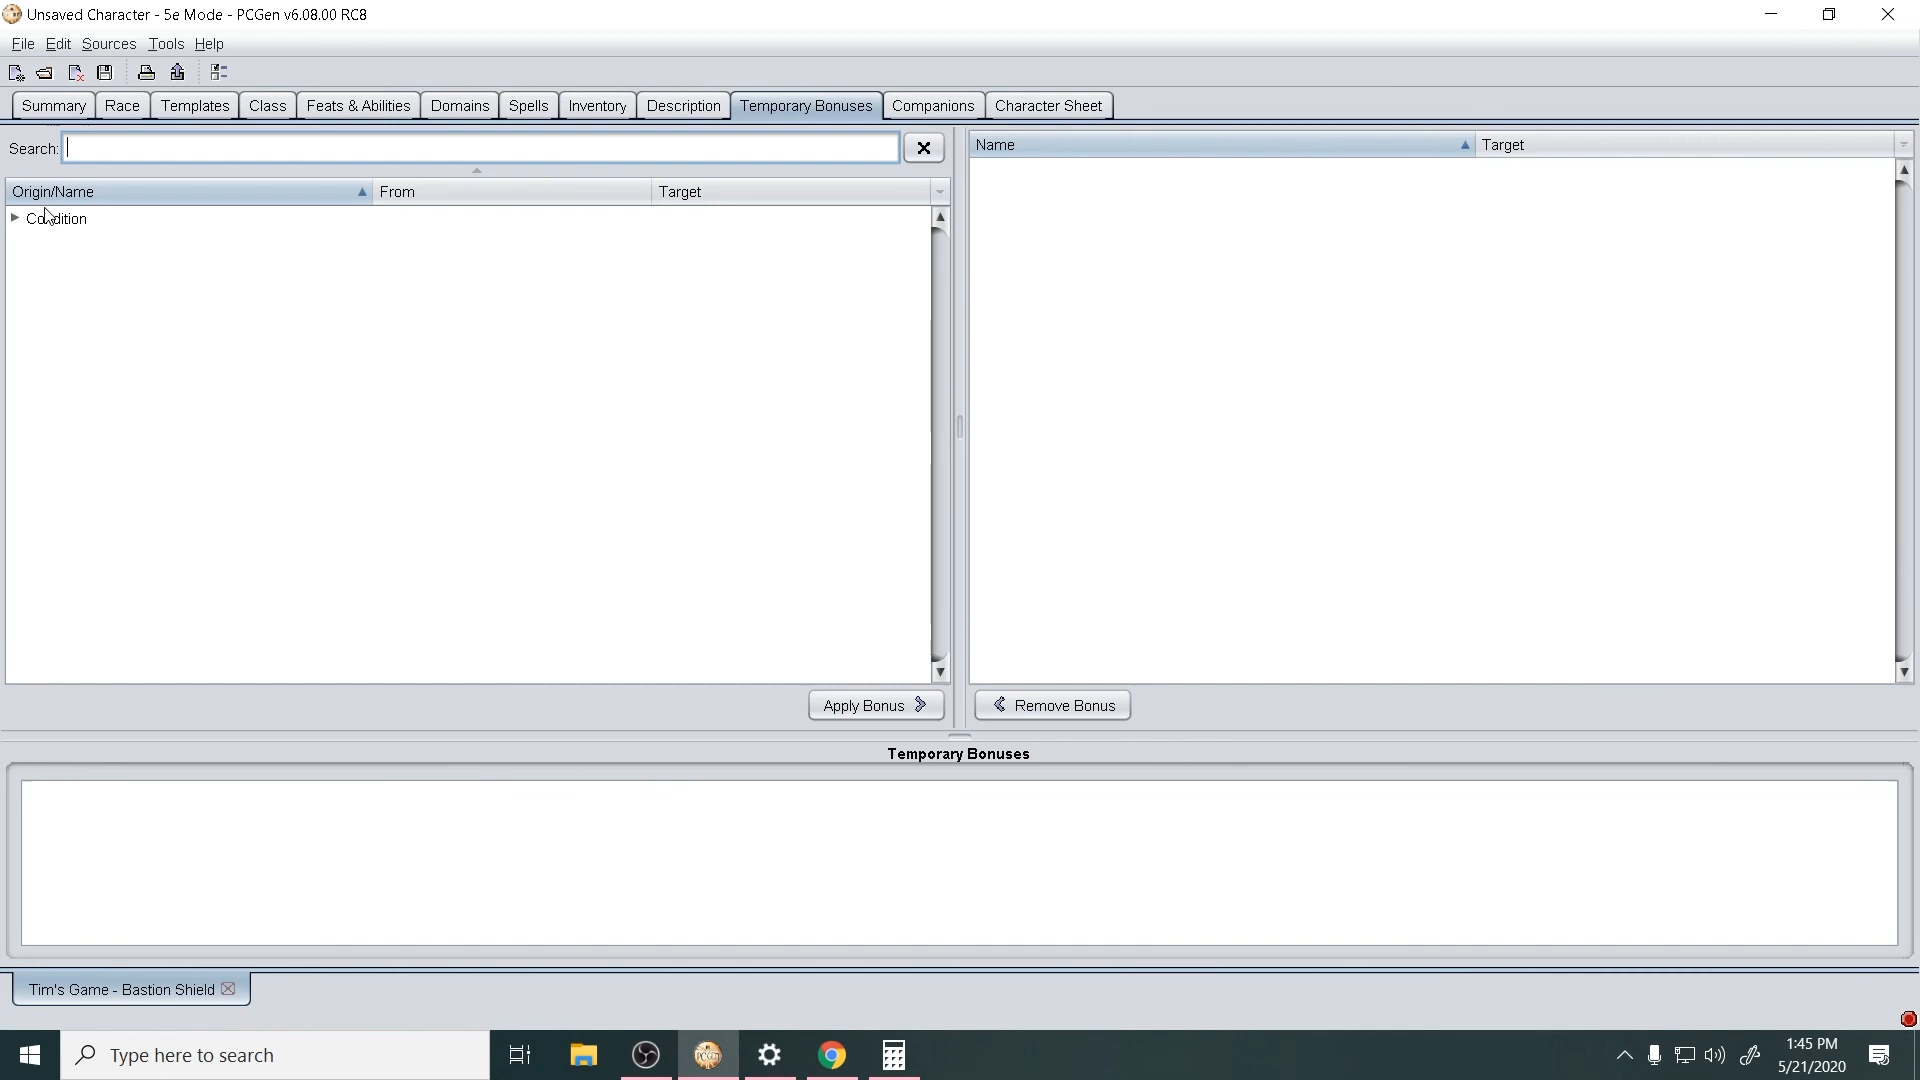 Unsaved Character - 5e Mode - PCGen v6.08.00 RC8
File Edit Sources Tools Help
Summary Race Templates Class Feats & Abilities Domains Spells Inventory Description Temporary Bonuses Companions Character Sheet
Search:
Name Target
Origin/Name From Target
Condition
Apply Bonus Remove Bonus
Temporary Bonuses
Tim's Game - Bastion Shield
Type here to search
PCGEN
1:45 PM
5/21/2020